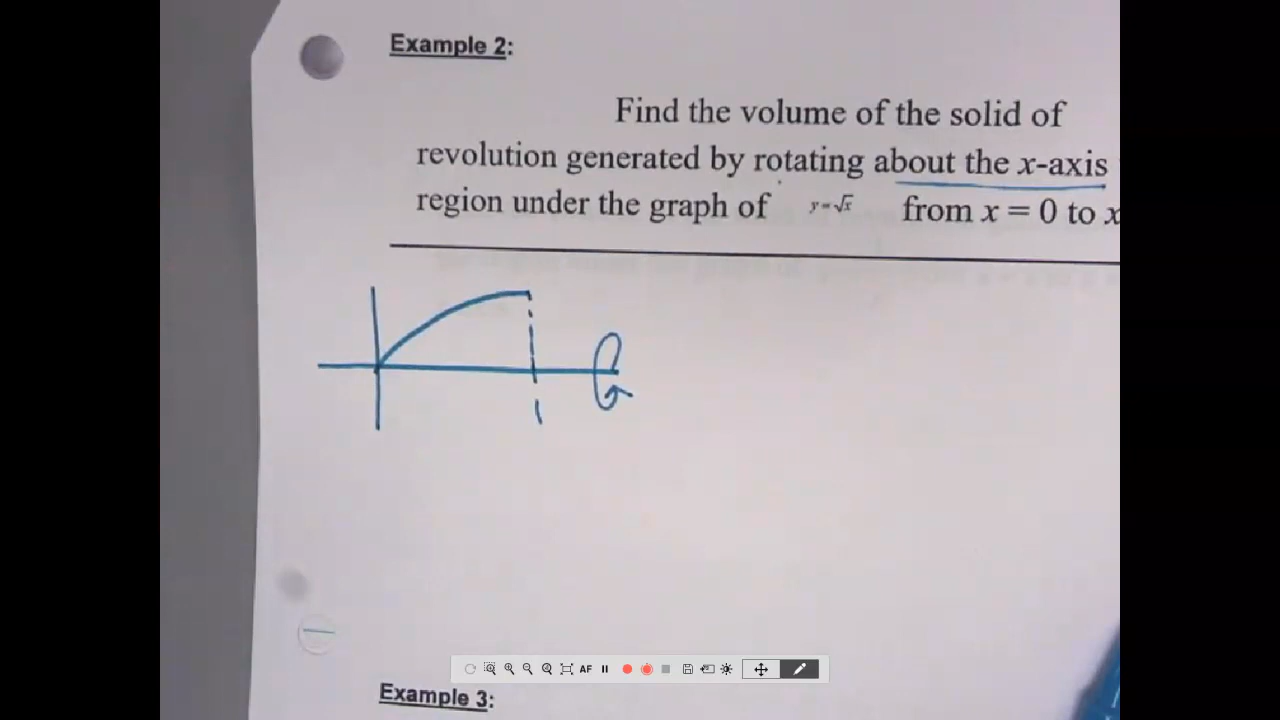 Example 2:
Find the volume of the solid of
revolution generated by rotating about the x-axis
region under the graph of y = √x from x = 0 to x
1
AF
Example 3: